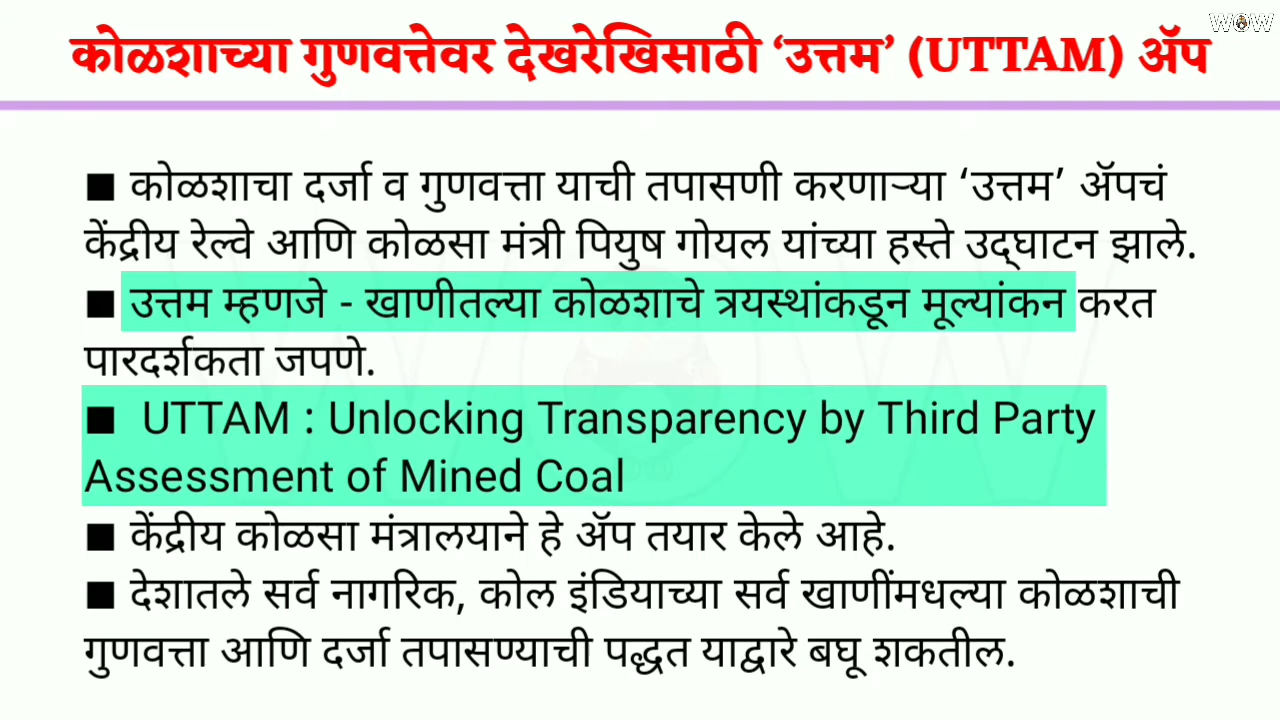 WOW
कोळशाच्या गुणवत्तेवर देखरेखिसाठी ‘उत्तम’ (UTTAM) ॲप
■ कोळशाचा दर्जा व गुणवत्ता याची तपासणी करणाऱ्या ‘उत्तम’ ॲपचं
केंद्रीय रेल्वे आणि कोळसा मंत्री पियुष गोयल यांच्या हस्ते उद्घाटन झाले.
■ उत्तम म्हणजे - खाणीतल्या कोळशाचे त्रयस्थांकडून मूल्यांकन करत
पारदर्शकता जपणे.
■ UTTAM : Unlocking Transparency by Third Party
Assessment of Mined Coal
■ केंद्रीय कोळसा मंत्रालयाने हे ॲप तयार केले आहे.
■ देशातले सर्व नागरिक, कोल इंडियाच्या सर्व खाणींमधल्या कोळशाची
गुणवत्ता आणि दर्जा तपासण्याची पद्धत याद्वारे बघू शकतील.